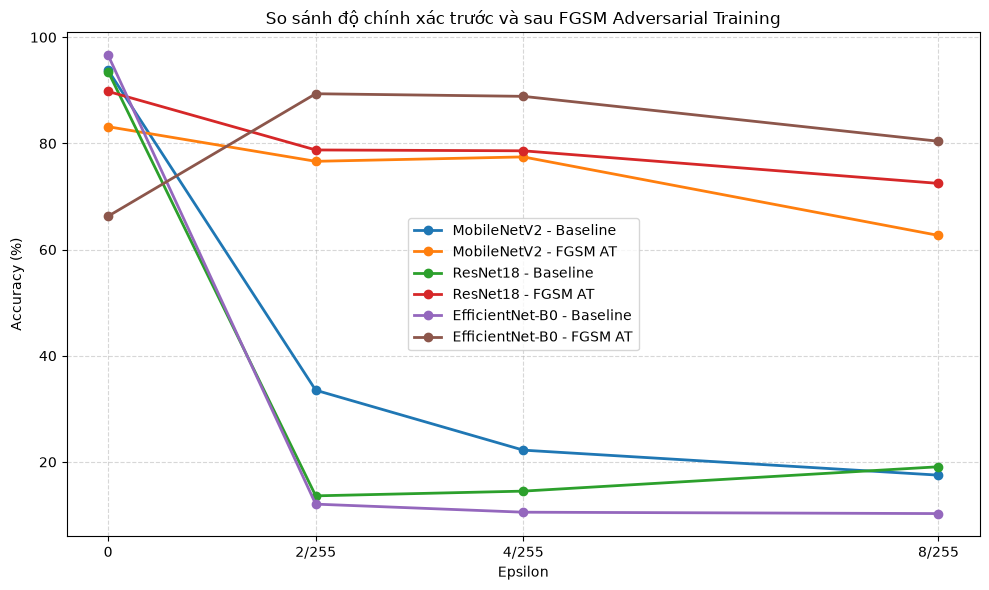 So sánh độ chính xác trước và sau FGSM Adversarial Training
100
80
60
40
20
Accuracy (%)
MobileNetV2 - Baseline
MobileNetV2 - FGSM AT
ResNet18 - Baseline
ResNet18 - FGSM AT
EfficientNet-B0 - Baseline
EfficientNet-B0 - FGSM AT
0 2/255 4/255 8/255
Epsilon